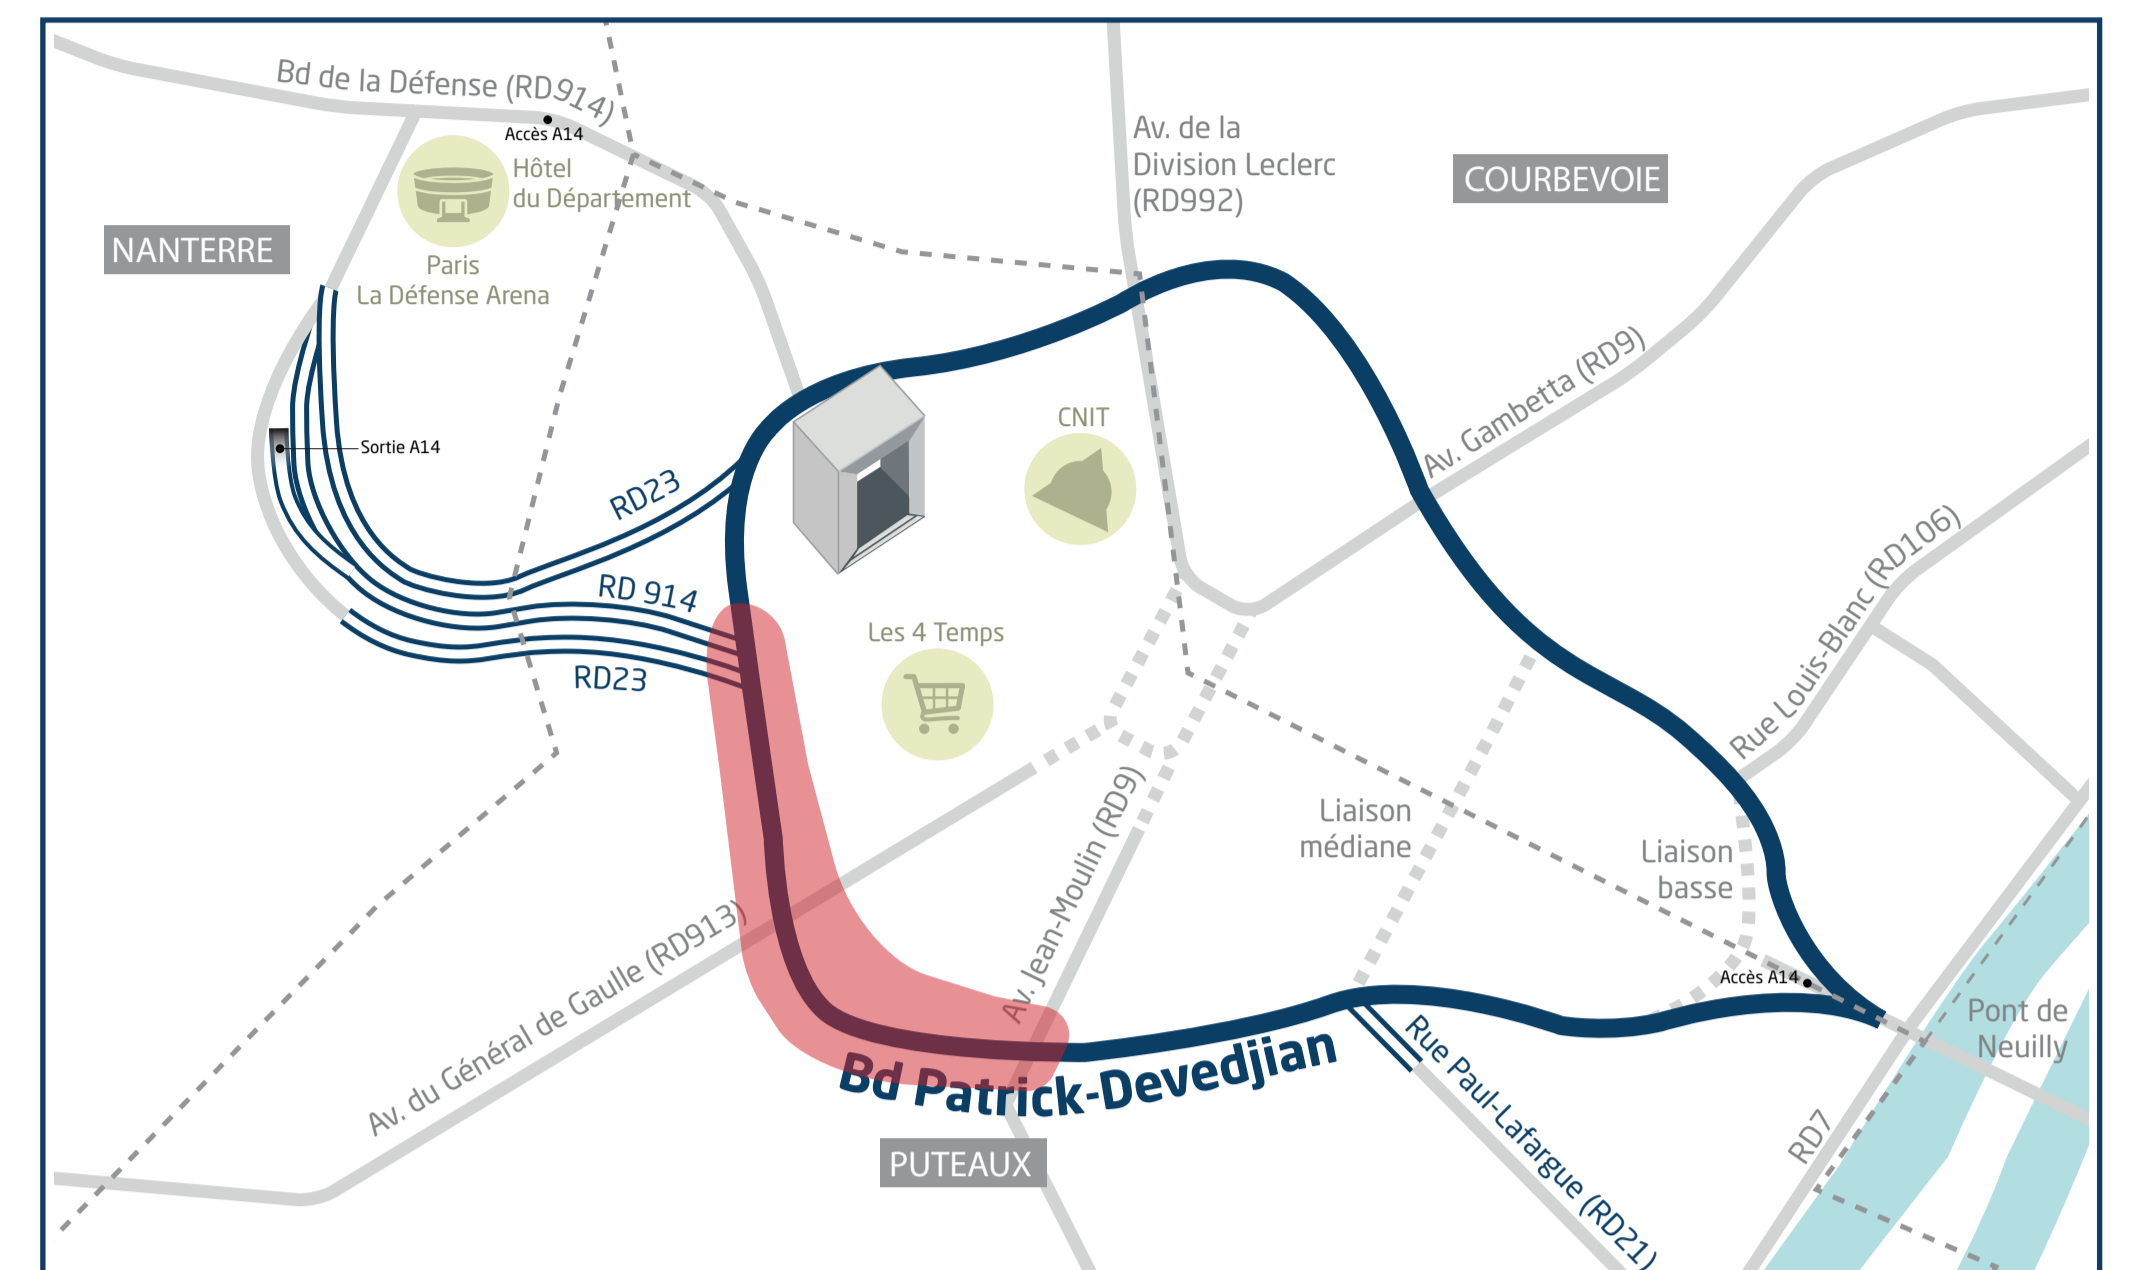 Bd de la Défense (RD914)
Accès A14
Hôtel
du Département
Paris
La Défense Arena
NANTERRE
Av. de la
Division Leclerc
(RD992)
COURBEVOIE
Sortie A14
RD23
RD 914
RD23
CNIT
Av. Gambetta (RD9)
Les 4 Temps
Rue Louis-Blanc (RD106)
Liaison
médiane
Liaison
basse
Av. Jean-Moulin (RD9)
Av. du Général de Gaulle (RD913)
Accès A14
Pont de
Neuilly
Bd Patrick-Devedjian
Rue Paul-Lafargue (RD21)
RD7
PUTEAUX